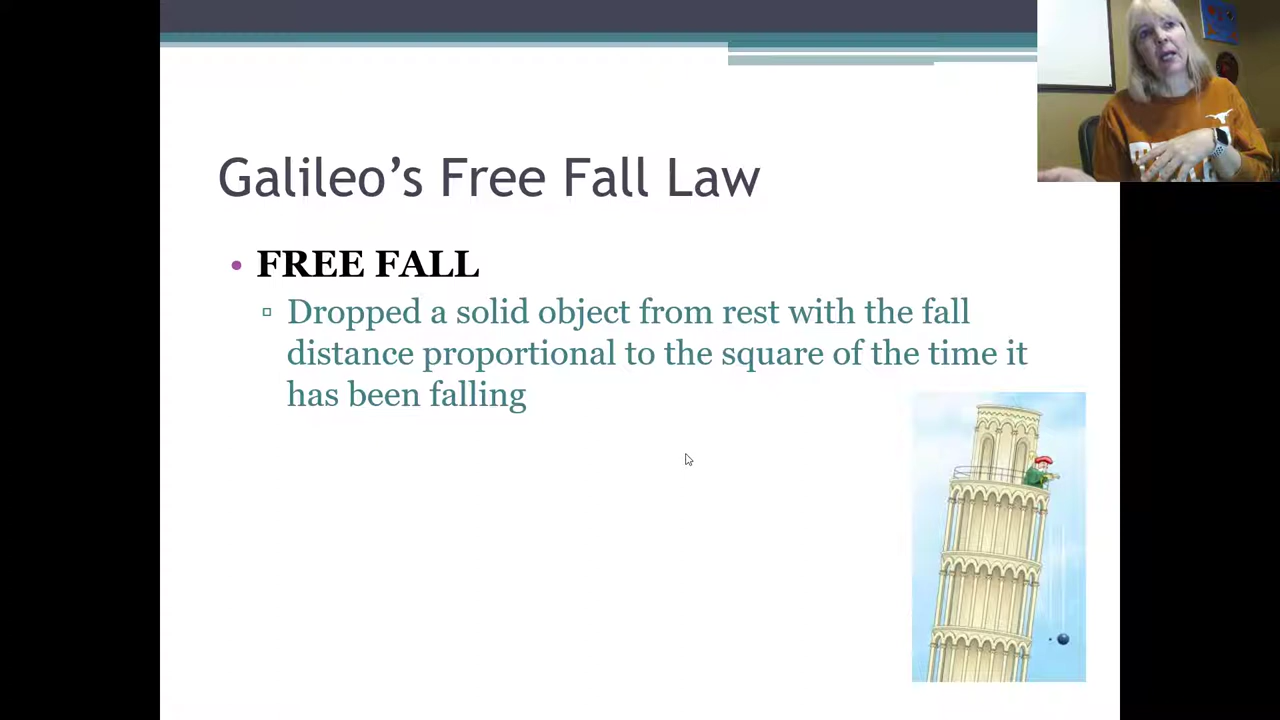 Galileo’s Free Fall Law
• FREE FALL
▫ Dropped a solid object from rest with the fall
distance proportional to the square of the time it
has been falling